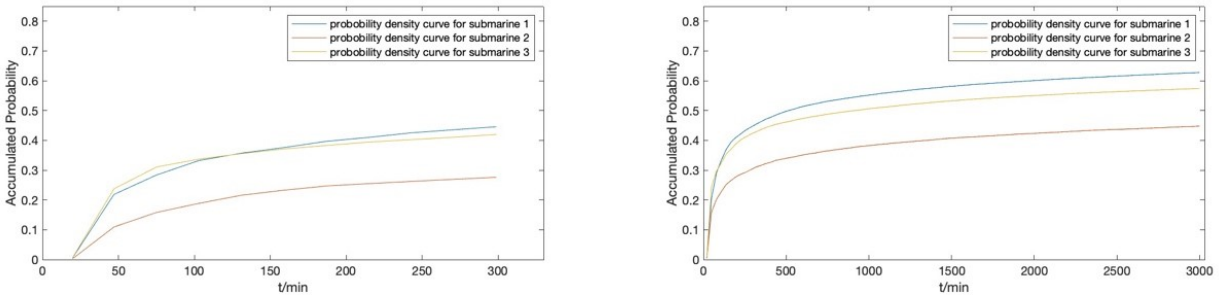 probobility density curve for submarine 1
probobility density curve for submarine 2
probobility density curve for submarine 3
Accumulated Probability
0.8
0.7
0.6
0.5
0.4
0.3
0.2
0.1
0
0 50 100 150 200 250 300
t/min
probobility density curve for submarine 1
probobility density curve for submarine 2
probobility density curve for submarine 3
Accumulated Probability
0.8
0.7
0.6
0.5
0.4
0.3
0.2
0.1
0
0 500 1000 1500 2000 2500 3000
t/min